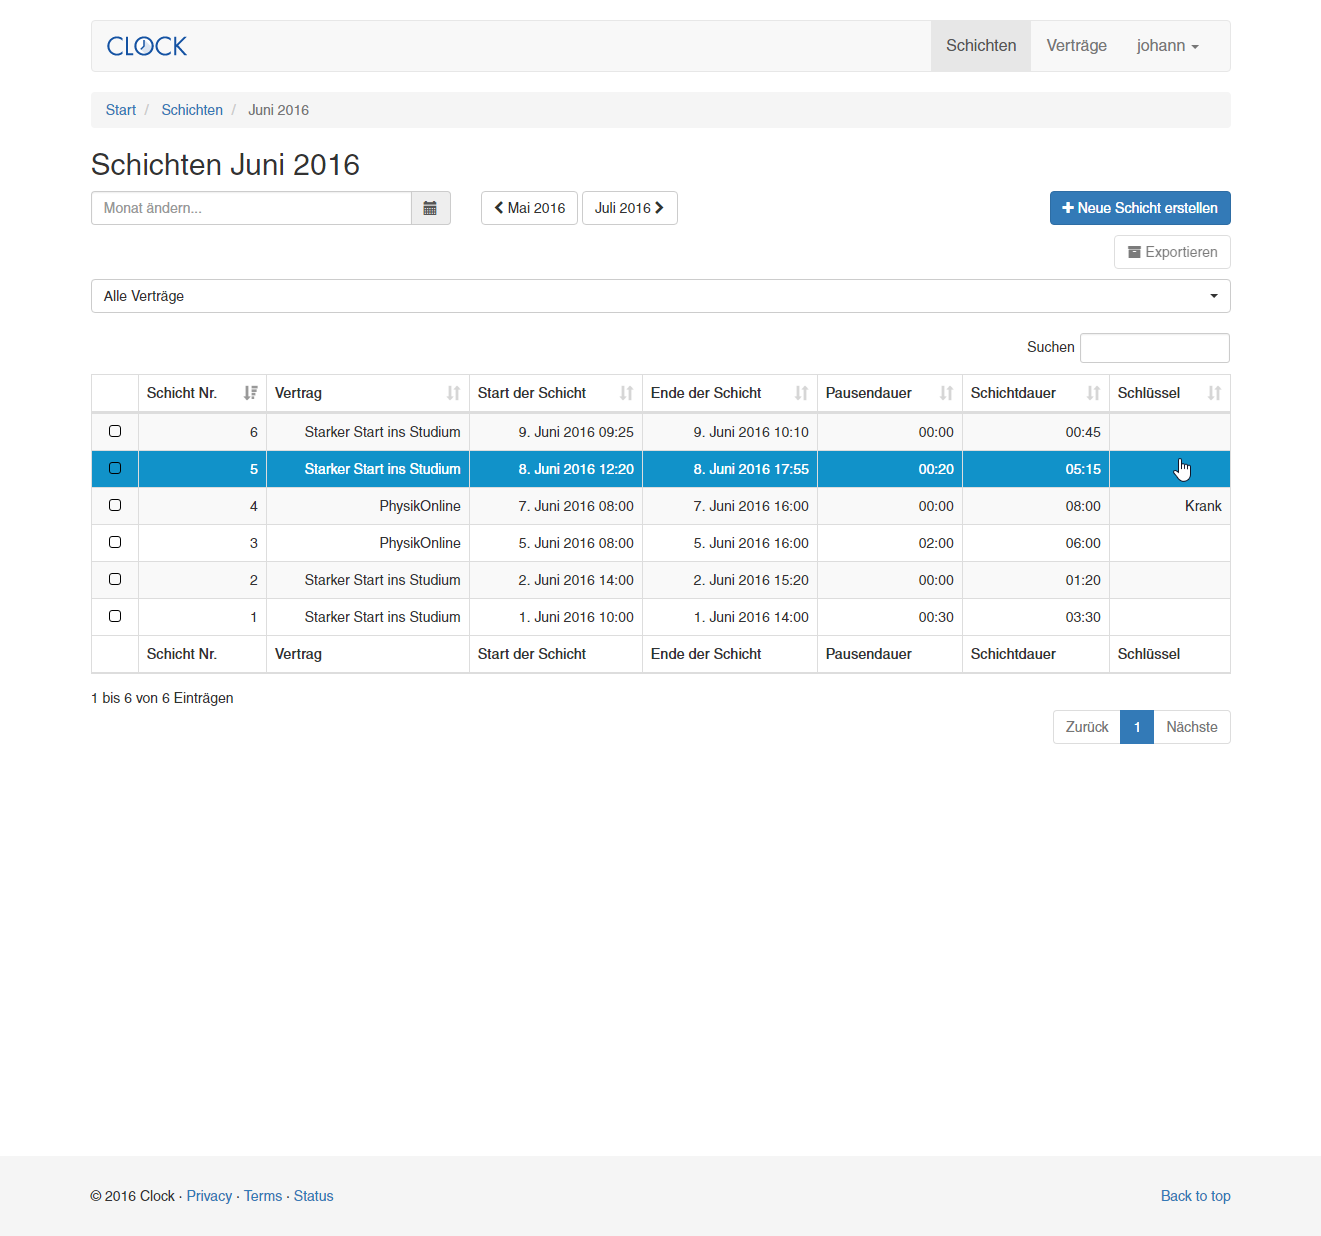 CLOCK Schichten Verträge johann
Start / Schichten / Juni 2016
Schichten Juni 2016
Monat ändern... Mai 2016 Juli 2016 Neue Schicht erstellen
Exportieren
Alle Verträge
Suchen
Schicht Nr. Vertrag Start der Schicht Ende der Schicht Pausendauer Schichtdauer Schlüssel
6 Starker Start ins Studium 9. Juni 2016 09:25 9. Juni 2016 10:10 00:00 00:45
5 Starker Start ins Studium 8. Juni 2016 12:20 8. Juni 2016 17:55 00:20 05:15
4 PhysikOnline 7. Juni 2016 08:00 7. Juni 2016 16:00 00:00 08:00 Krank
3 PhysikOnline 5. Juni 2016 08:00 5. Juni 2016 16:00 02:00 06:00
2 Starker Start ins Studium 2. Juni 2016 14:00 2. Juni 2016 15:20 00:00 01:20
1 Starker Start ins Studium 1. Juni 2016 10:00 1. Juni 2016 14:00 00:30 03:30
Schicht Nr. Vertrag Start der Schicht Ende der Schicht Pausendauer Schichtdauer Schlüssel
1 bis 6 von 6 Einträgen
Zurück 1 Nächste
© 2016 Clock · Privacy · Terms · Status Back to top